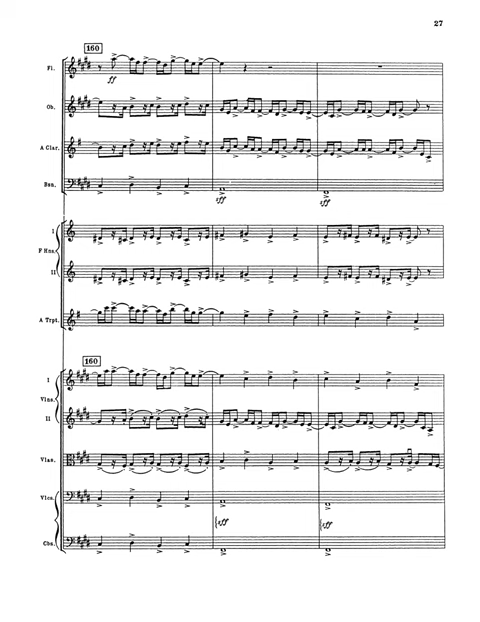 27
160
Fl.
ff
Ob.
A Clar.
Bsn.
sff
sff
I
F Hns.
II
A Trpt.
160
I
Vlns.
II
Vlas.
Vlcs.
sff
sff
Cbs.